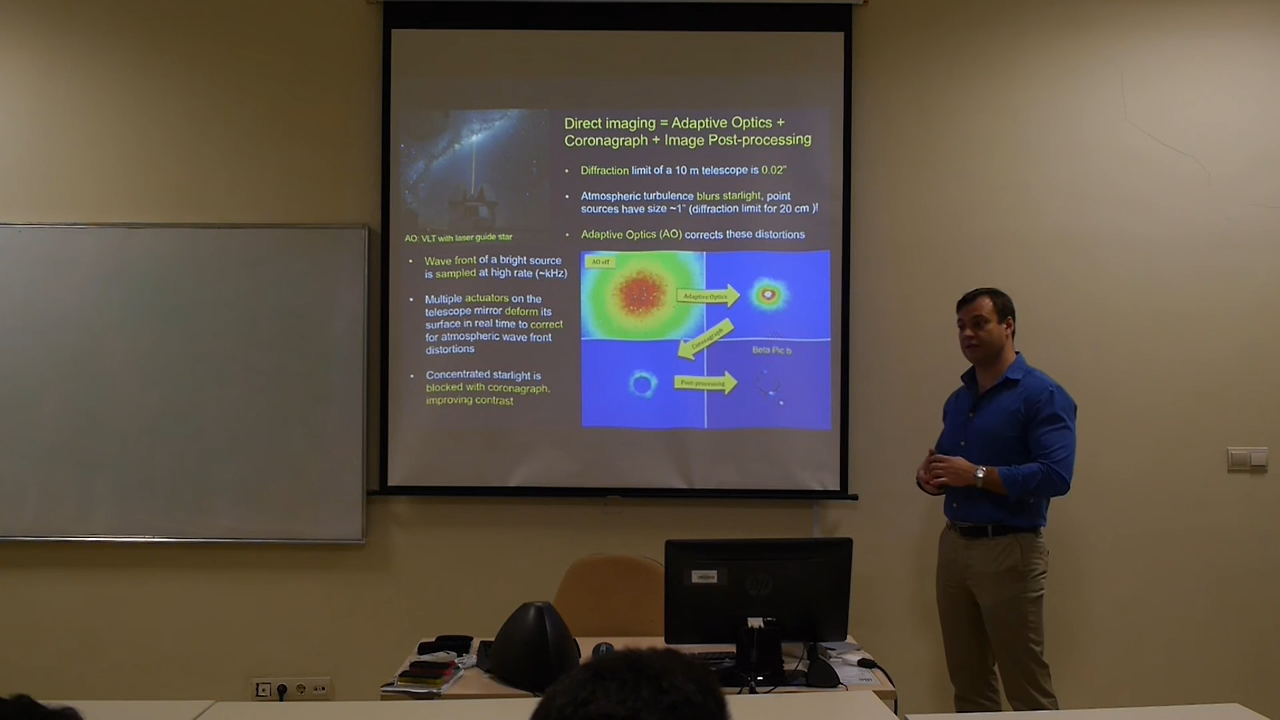 Direct imaging = Adaptive Optics +
Coronagraph + Image Post-processing
• Diffraction limit of a 10 m telescope is 0.02"
• Atmospheric turbulence blurs starlight, point
sources have size ~1" (diffraction limit for 20 cm )!
• Adaptive Optics (AO) corrects these distortions
AO: VLT with laser guide star
• Wave front of a bright source
is sampled at high rate (~kHz)
• Multiple actuators on the
telescope mirror deform its
surface in real time to correct
for atmospheric wave front
distortions
• Concentrated starlight is
blocked with coronagraph,
improving contrast
AO off
Adaptive Optics
Coronagraph
Beta Pic b
Post-processing
hp